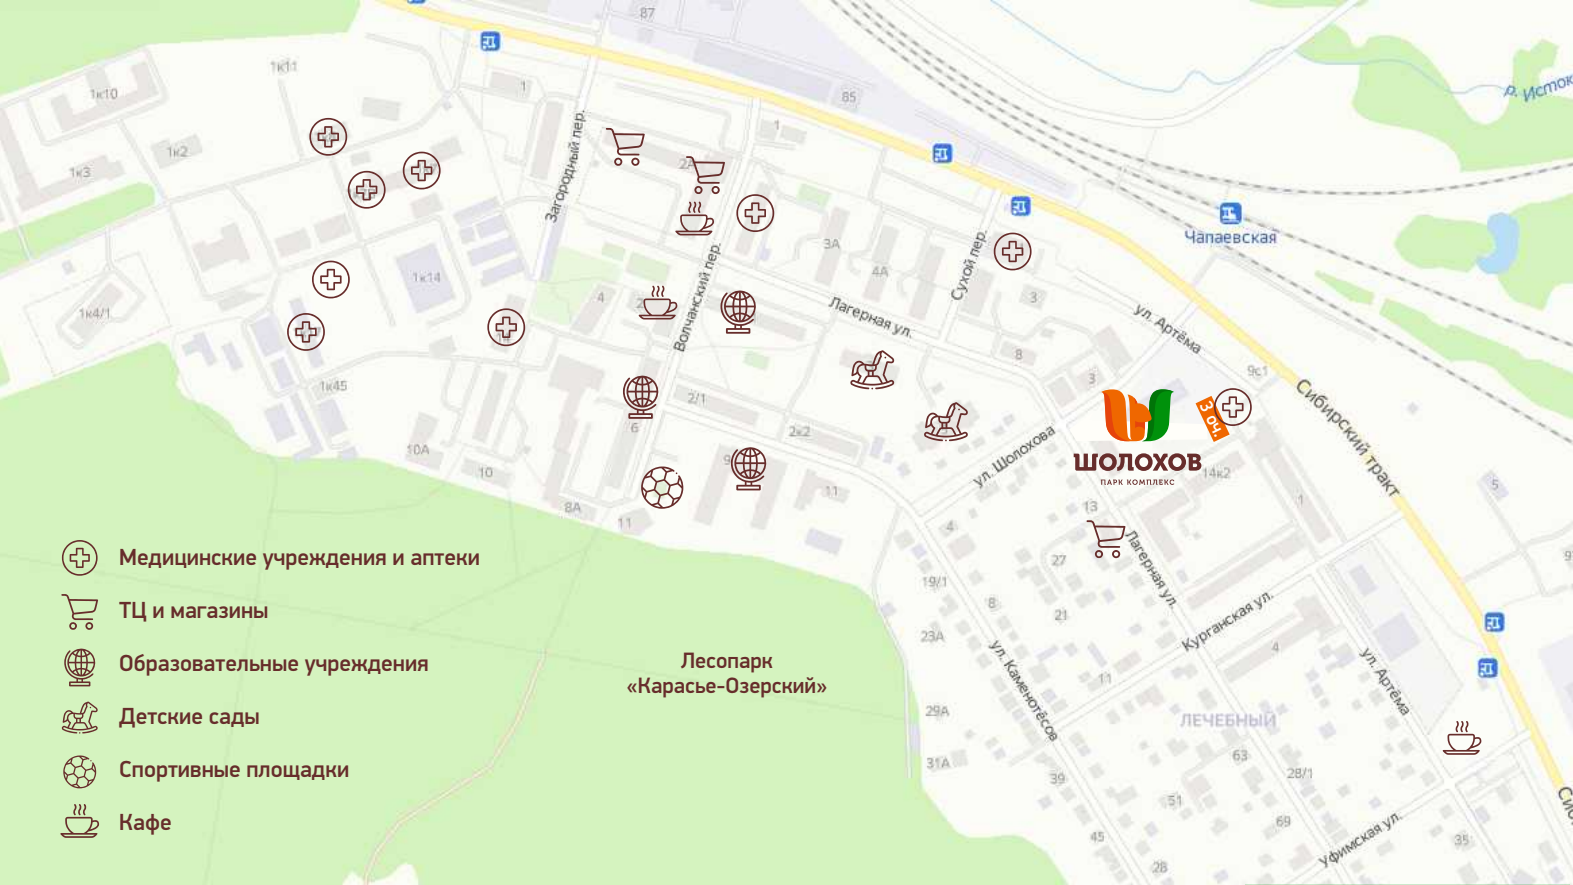 87
1к11
1к10
1
85
р. Исток
1к2
1
1к3
2А
Загородный пер.
Чапаевская
3А
4А
Сухой пер.
Волчанский пер.
1к14
4
3
1к4/1
Лагерная ул.
ул. Артёма
8
9с1
3
1к45
2/1
Сибирский тракт
3 оч.
6
2к2
ШОЛОХОВ
ПАРК КОМПЛЕКС
ул. Шолохова
10А
10
9
14к2
11
5
1
8А
11
13
4
Лагерная ул.
27
19/1
8
21
Курганская ул.
23А
4
ул. Каменотёсов
ул. Артёма
11
29А
ЛЕЧЕБНЫЙ
31А
63
39
28/1
51
69
45
Уфимская ул.
35
28
Медицинские учреждения и аптеки
ТЦ и магазины
Образовательные учреждения
Детские сады
Спортивные площадки
Кафе
Лесопарк
«Карасье-Озерский»